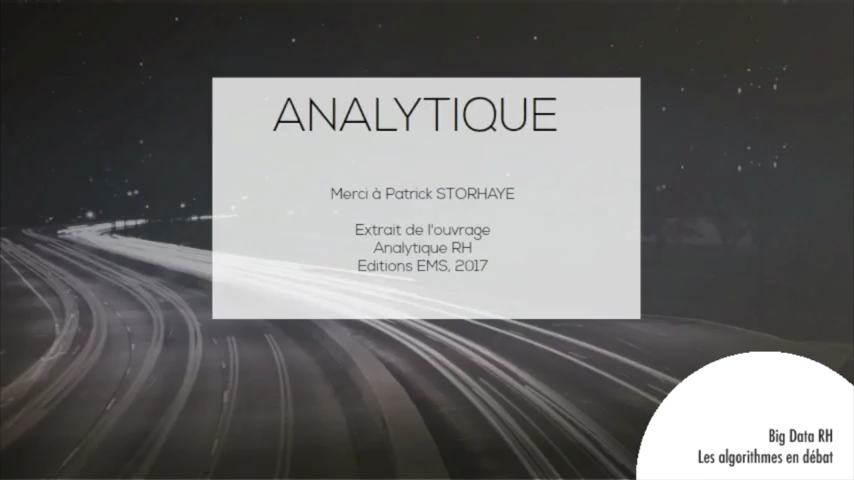 ANALYTIQUE
Merci à Patrick STORHAYE
Extrait de l'ouvrage
Analytique RH
Editions EMS, 2017
Big Data RH
Les algorithmes en débat